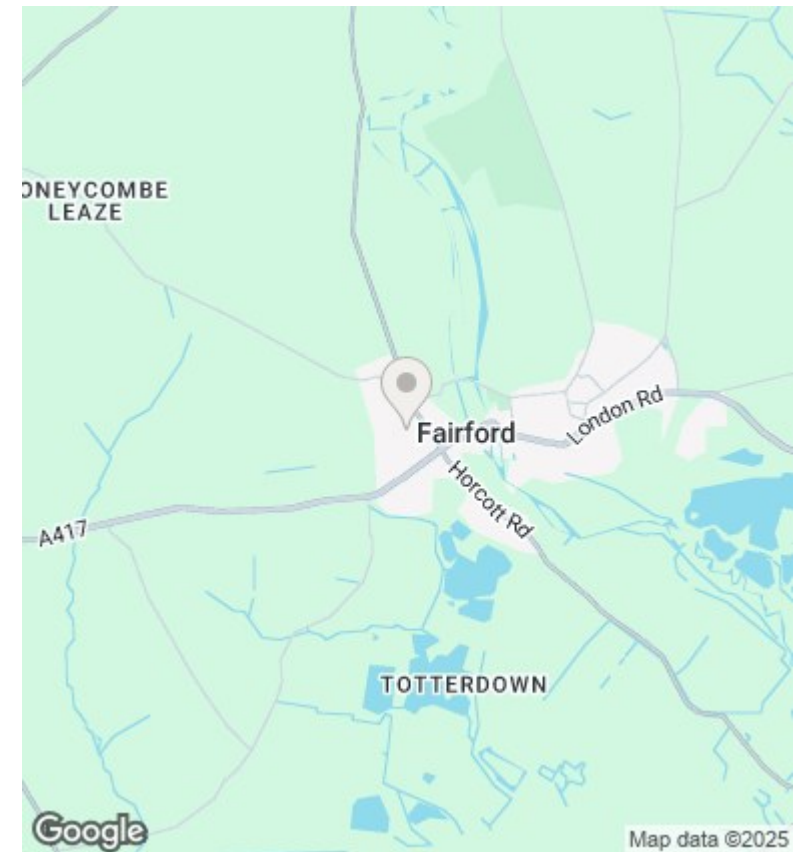 ONEYCOMBE
LEAZE
London Rd
Fairford
Horcott Rd
A417
TOTTERDOWN
Google
Map data ©2025